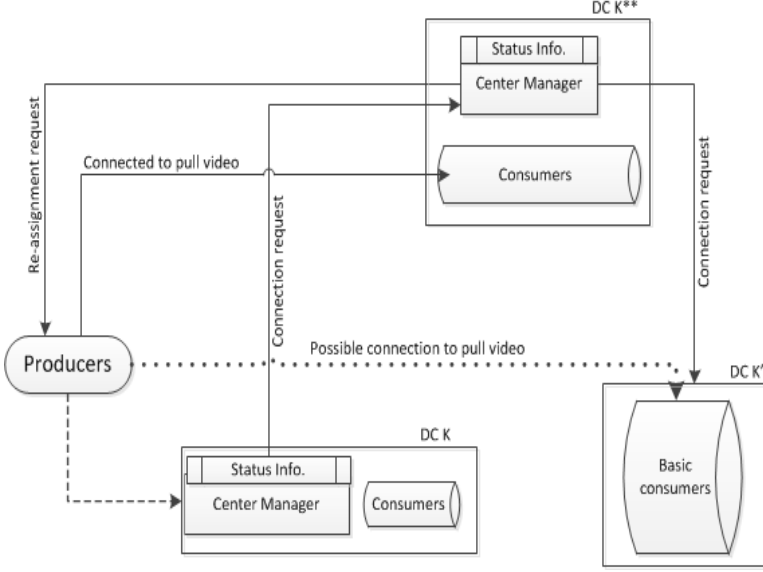 DC K**
Status Info.
Center Manager
Re-assignment request
Connected to pull video
Consumers
Connection request
Connection request
Possible connection to pull video
Producers
DC K'
DC K
Status Info.
Center Manager
Consumers
Basic
consumers